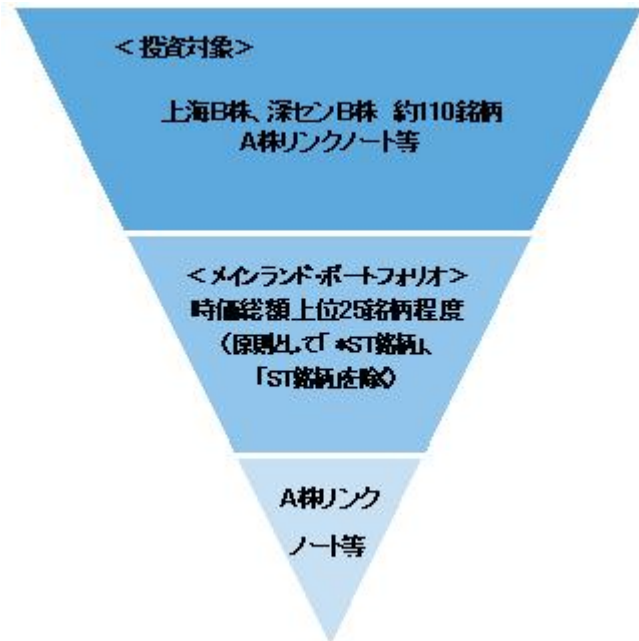 ＜投資対象＞
上海B株、深センB株 約110銘柄
A株リンクノート等
＜メインランド・ポートフォリオ＞
時価総額上位25銘柄程度
（原則として「*ST銘柄」、
「ST銘柄」を除く）
A株リンク
ノート等